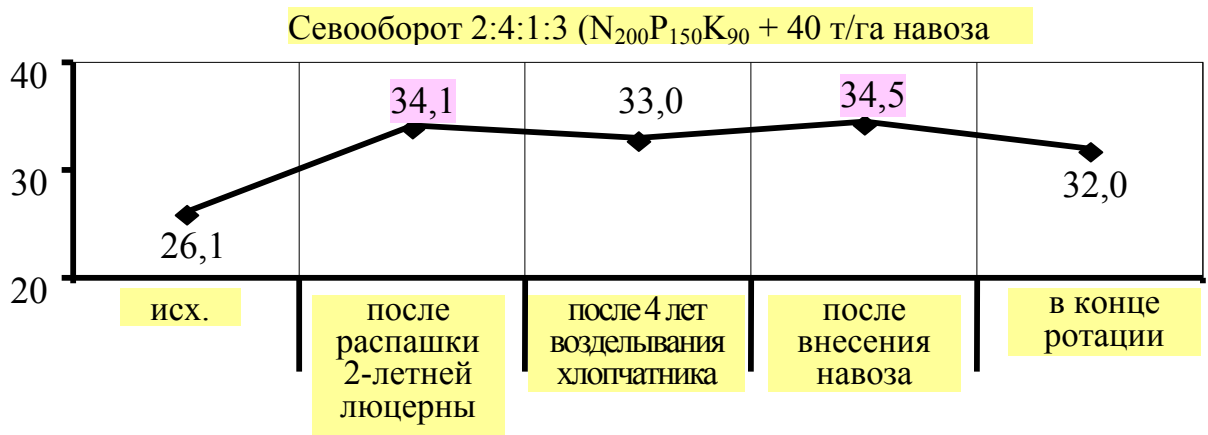 Севооборот 2:4:1:3 (N₂₀₀P₁₅₀K₉₀ + 40 т/га навоза
40
34,1
33,0
34,5
30
32,0
26,1
20
исх.
после
распашки
2-летней
люцерны
после 4 лет
возделывания
хлопчатника
после
внесения
навоза
в конце
ротации